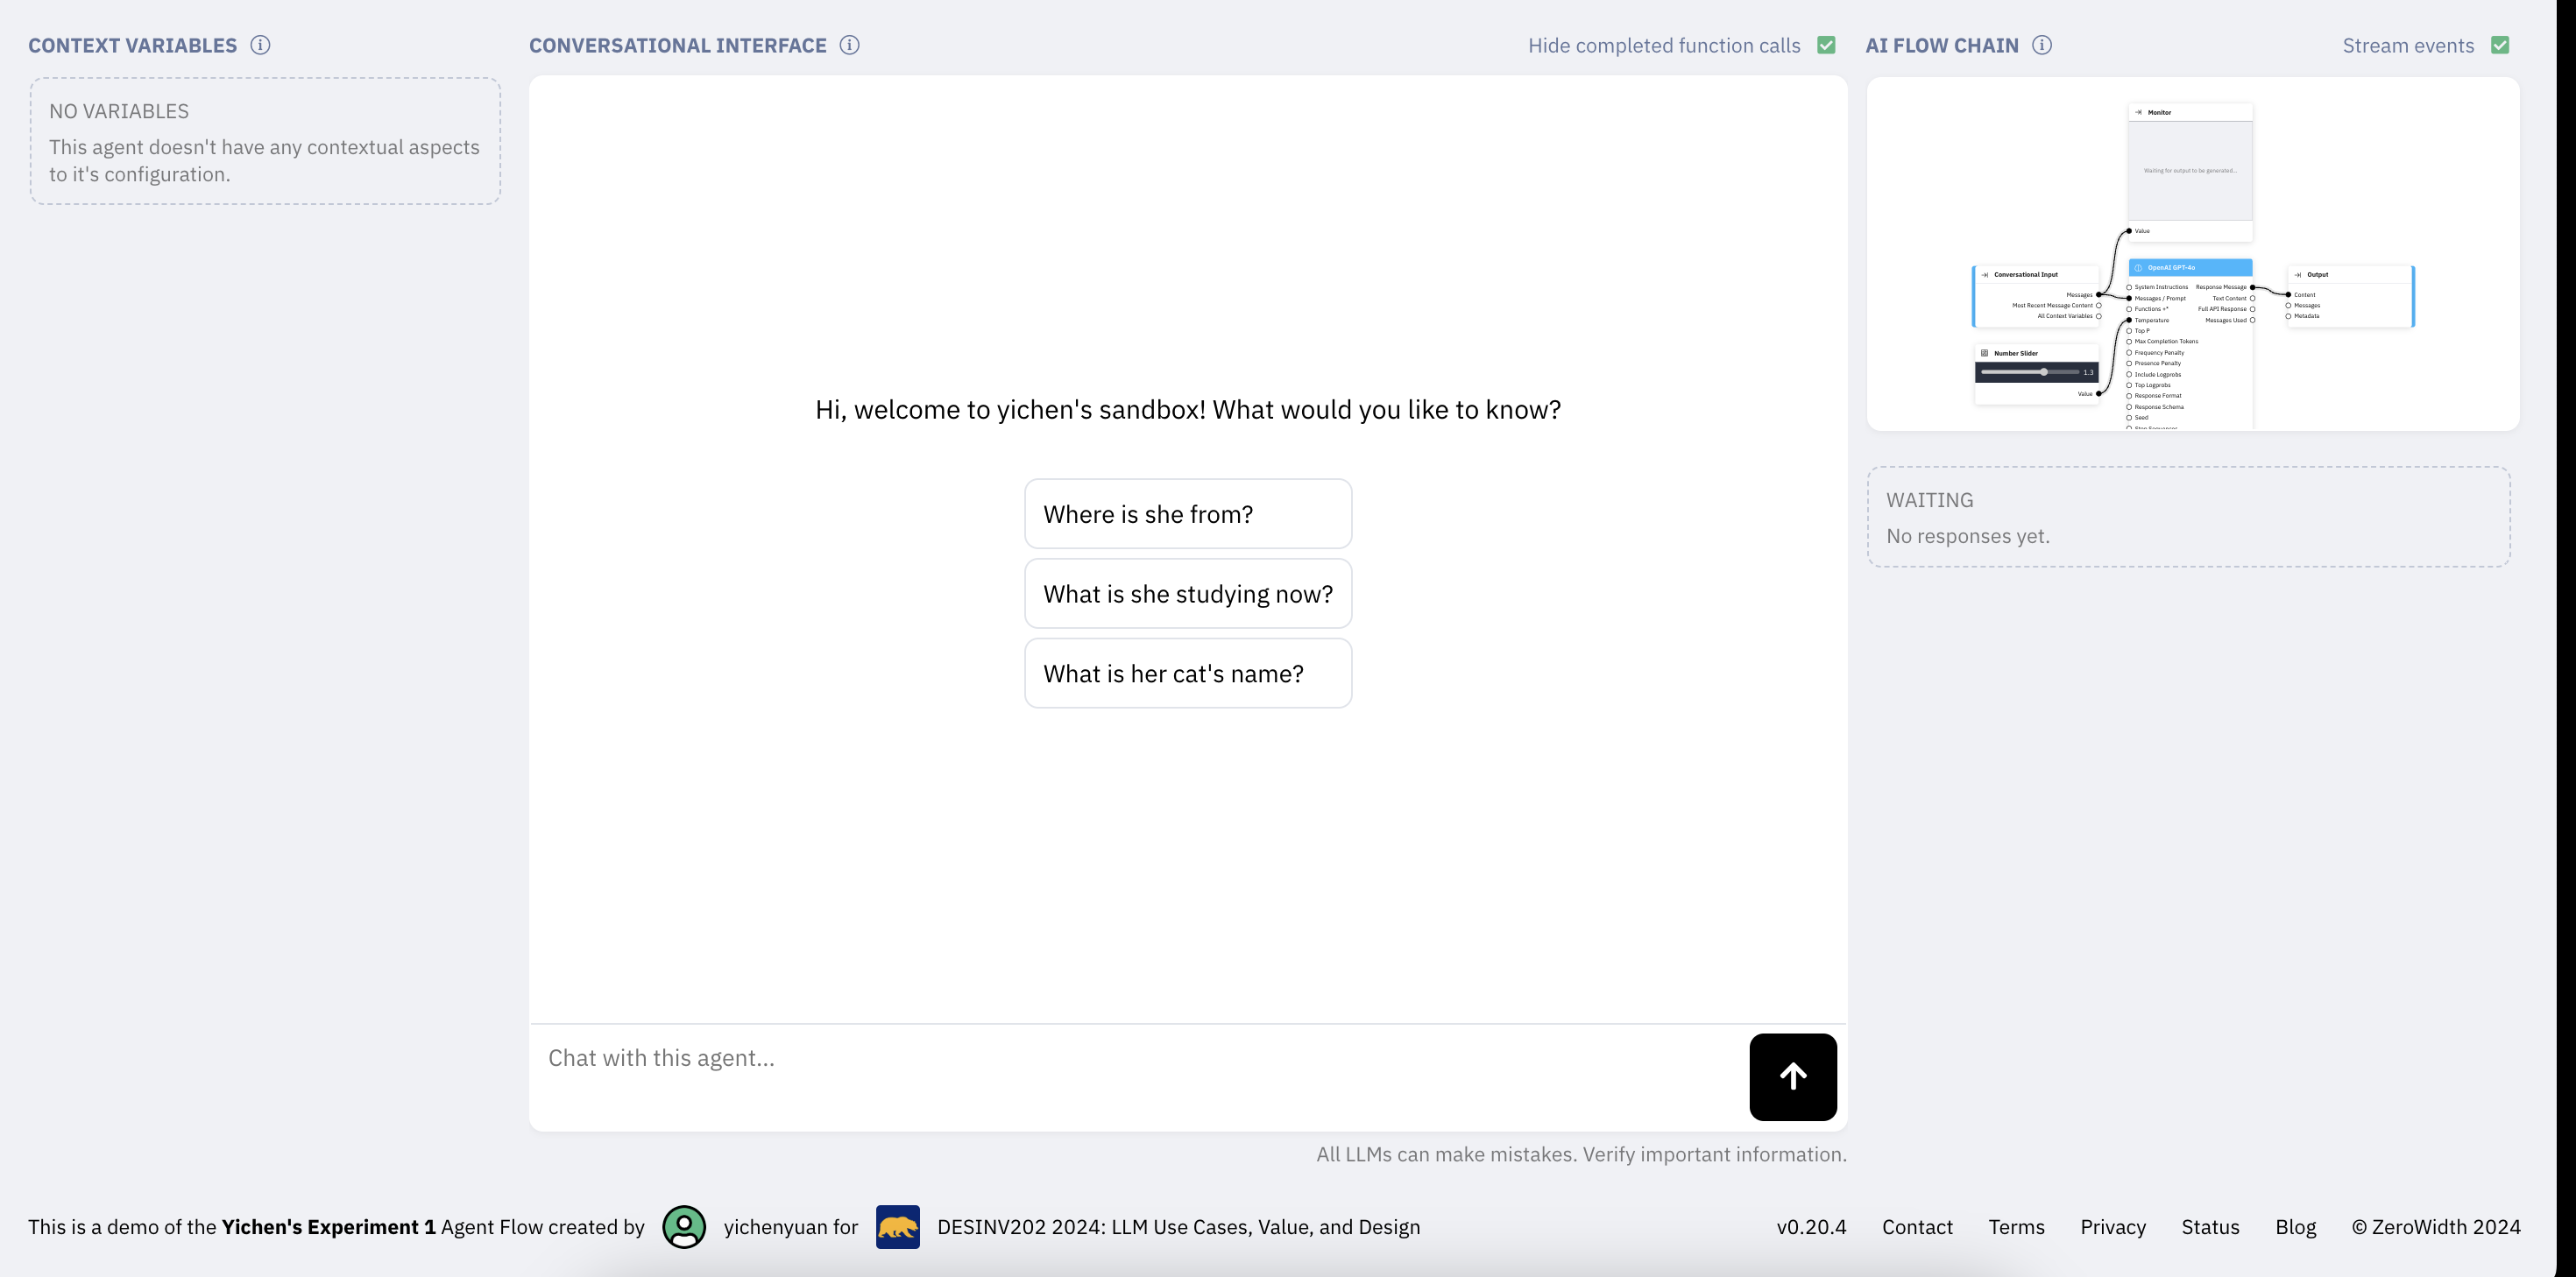 CONTEXT VARIABLES
NO VARIABLES
This agent doesn't have any contextual aspects
to it's configuration.
CONVERSATIONAL INTERFACE
Hide completed function calls
Hi, welcome to yichen's sandbox! What would you like to know?
Where is she from?
What is she studying now?
What is her cat's name?
Chat with this agent...
All LLMs can make mistakes. Verify important information.
AI FLOW CHAIN
Stream events
Monitor
Waiting for output to be generated...
Value
Conversational Input
Messages
Most Recent Message Content
All Context Variables
Number Slider
1.3
Value
OpenAI GPT-4o
System Instructions
Response Message
Messages / Prompt
Text Content
Functions +*
Full API Response
Temperature
Messages Used
Top P
Max Completion Tokens
Frequency Penalty
Presence Penalty
Include Logprobs
Top Logprobs
Response Format
Response Schema
Seed
Output
Content
Messages
Metadata
WAITING
No responses yet.
This is a demo of the Yichen's Experiment 1 Agent Flow created by yichenyuan for DESINV202 2024: LLM Use Cases, Value, and Design
v0.20.4 Contact Terms Privacy Status Blog © ZeroWidth 2024